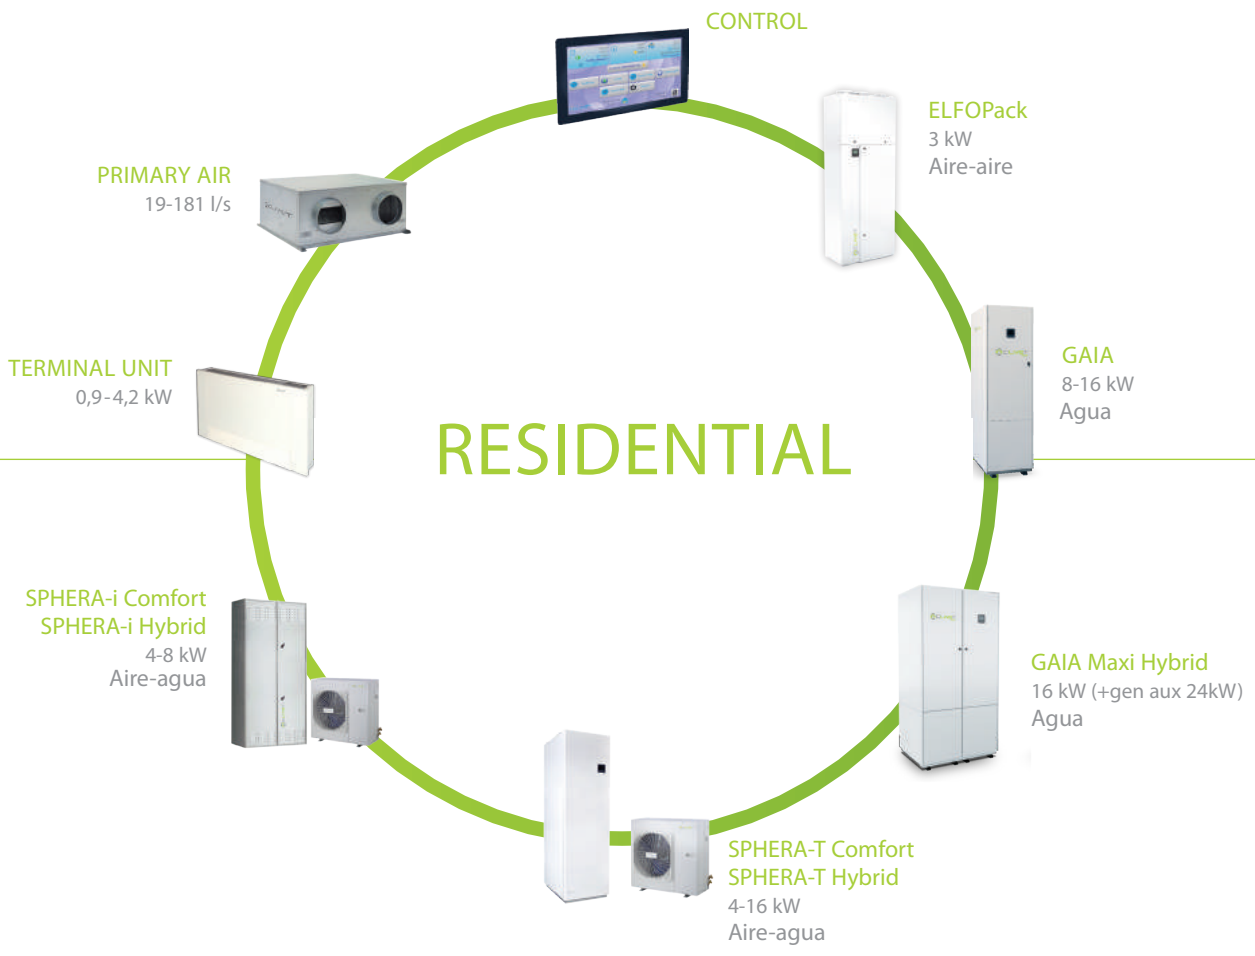 CONTROL
ELFOPack
3 kW
Aire-aire
PRIMARY AIR
19-181 l/s
GAIA
8-16 kW
Agua
TERMINAL UNIT
0,9-4,2 kW
RESIDENTIAL
SPHERA-i Comfort
SPHERA-i Hybrid
4-8 kW
Aire-agua
GAIA Maxi Hybrid
16 kW (+gen aux 24kW)
Agua
SPHERA-T Comfort
SPHERA-T Hybrid
4-16 kW
Aire-agua